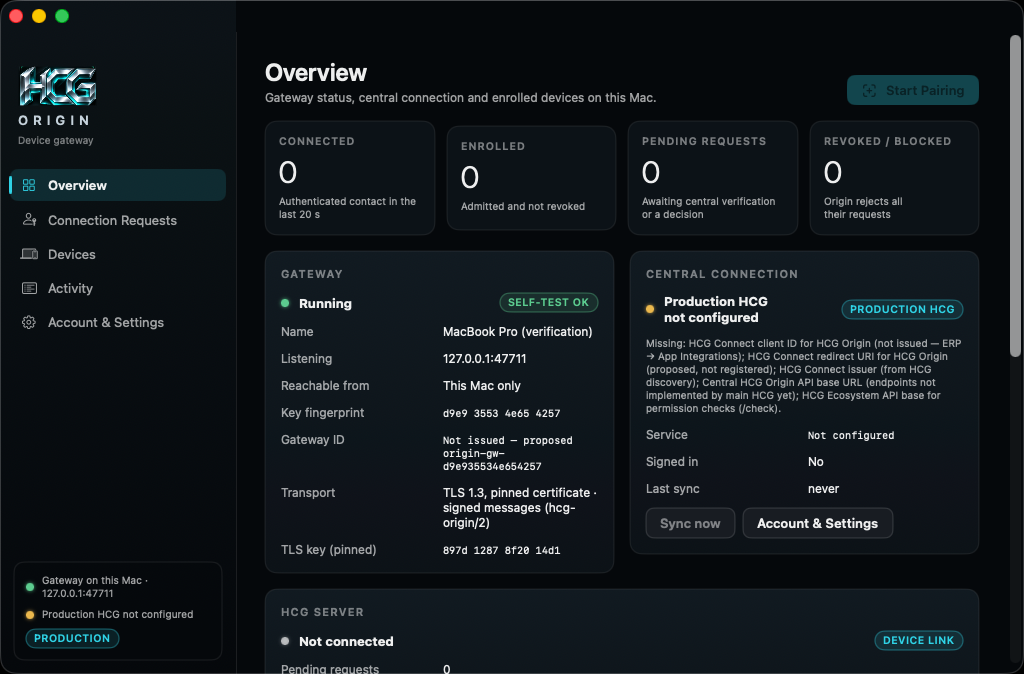 HCG
ORIGIN
Device gateway
Overview
Connection Requests
Devices
Activity
Account & Settings
Gateway on this Mac ·
127.0.0.1:47711
Production HCG not configured
PRODUCTION
Overview
Gateway status, central connection and enrolled devices on this Mac.
Start Pairing
CONNECTED
0
Authenticated contact in the
last 20 s
ENROLLED
0
Admitted and not revoked
PENDING REQUESTS
0
Awaiting central verification
or a decision
REVOKED / BLOCKED
0
Origin rejects all
their requests
GATEWAY
Running
SELF-TEST OK
Name
MacBook Pro (verification)
Listening
127.0.0.1:47711
Reachable from
This Mac only
Key fingerprint
d9e9 3553 4e65 4257
Gateway ID
Not issued — proposed
origin-gw-
d9e935534e654257
Transport
TLS 1.3, pinned certificate ·
signed messages (hcg-
origin/2)
TLS key (pinned)
897d 1287 8f20 14d1
CENTRAL CONNECTION
Production HCG
not configured
PRODUCTION HCG
Missing: HCG Connect client ID for HCG Origin (not issued — ERP
→ App Integrations); HCG Connect redirect URI for HCG Origin
(proposed, not registered); HCG Connect issuer (from HCG
discovery); Central HCG Origin API base URL (endpoints not
implemented by main HCG yet); HCG Ecosystem API base for
permission checks (/check).
Service
Not configured
Signed in
No
Last sync
never
Sync now
Account & Settings
HCG SERVER
Not connected
DEVICE LINK
Pending requests
0